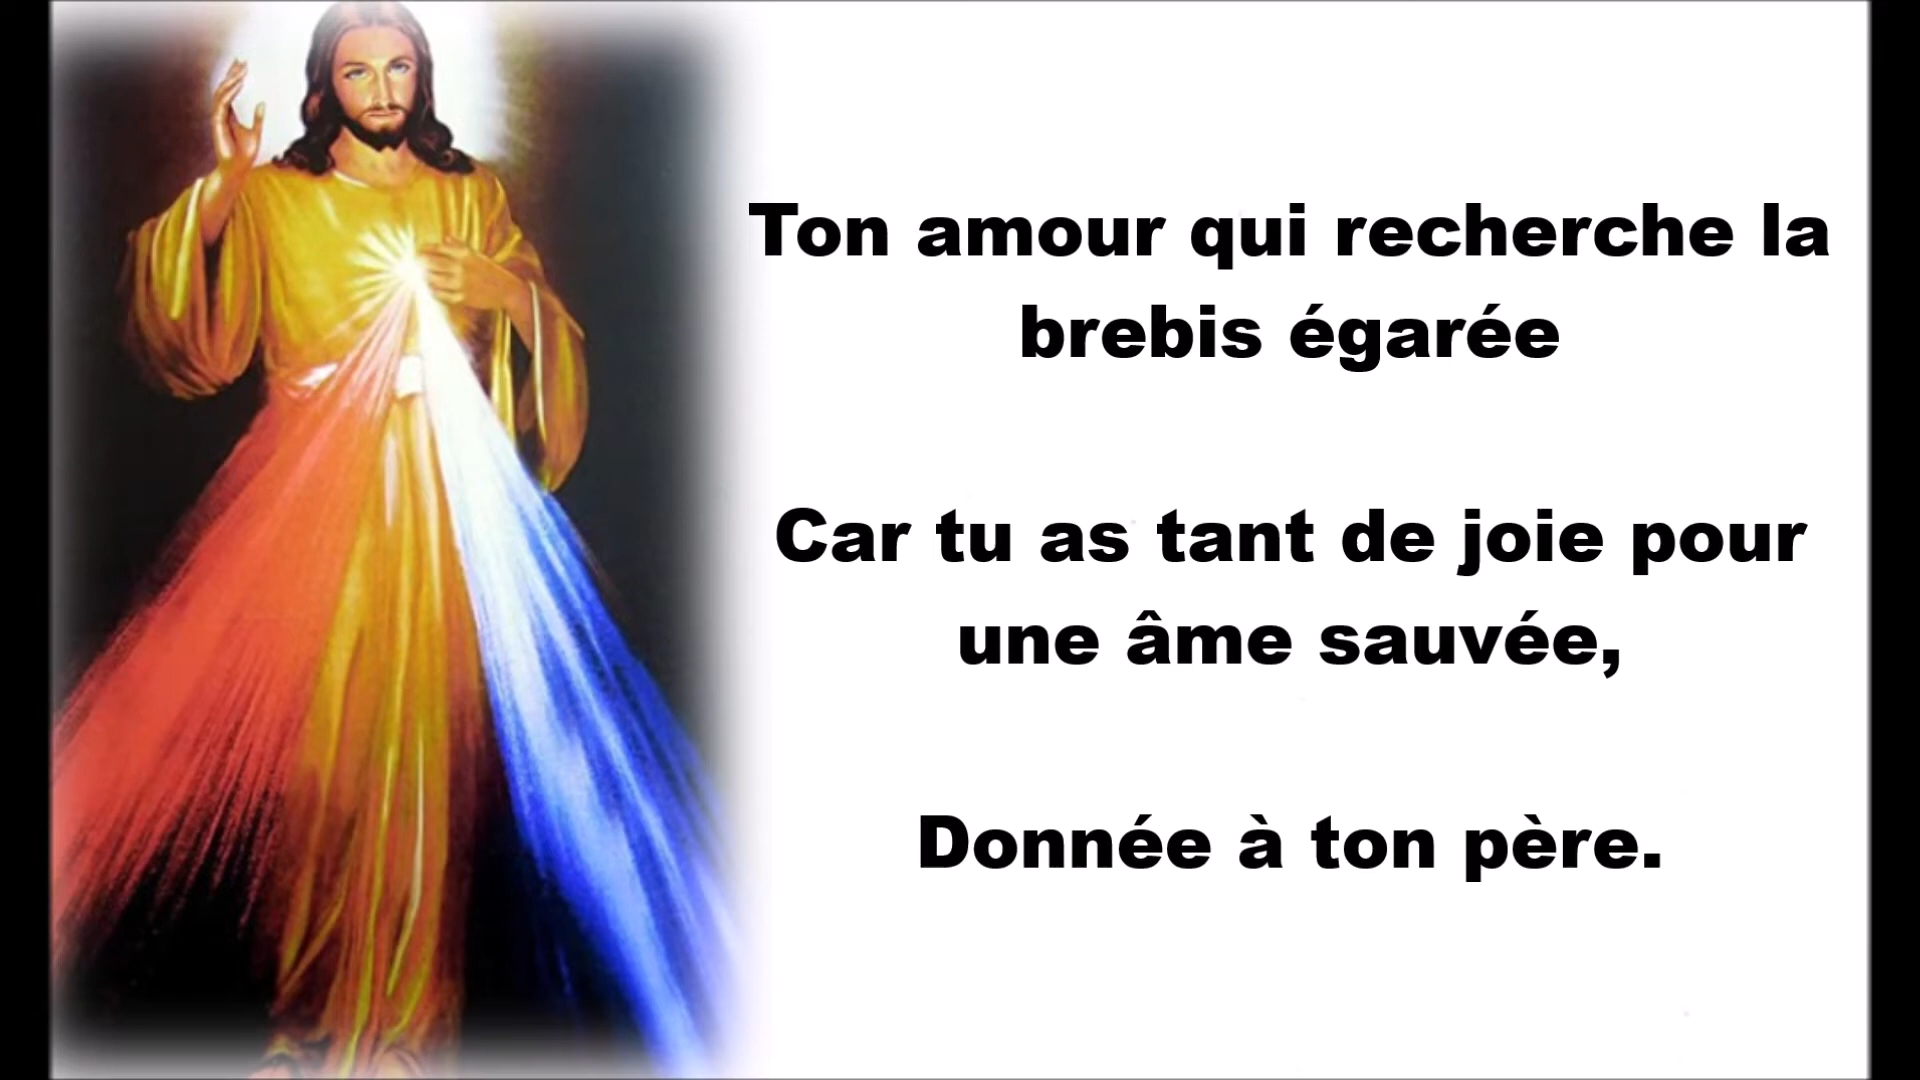 Ton amour qui recherche la
brebis égarée
Car tu as tant de joie pour
une âme sauvée,
Donnée à ton père.